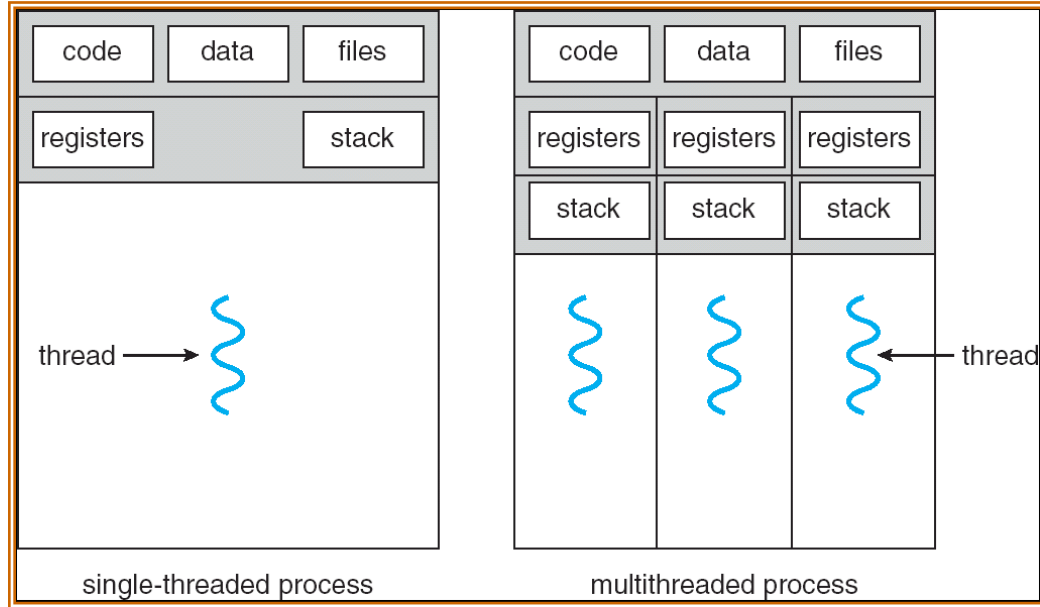 code data files
registers stack
thread
single-threaded process
code data files
registers registers registers
stack stack stack
thread
multithreaded process